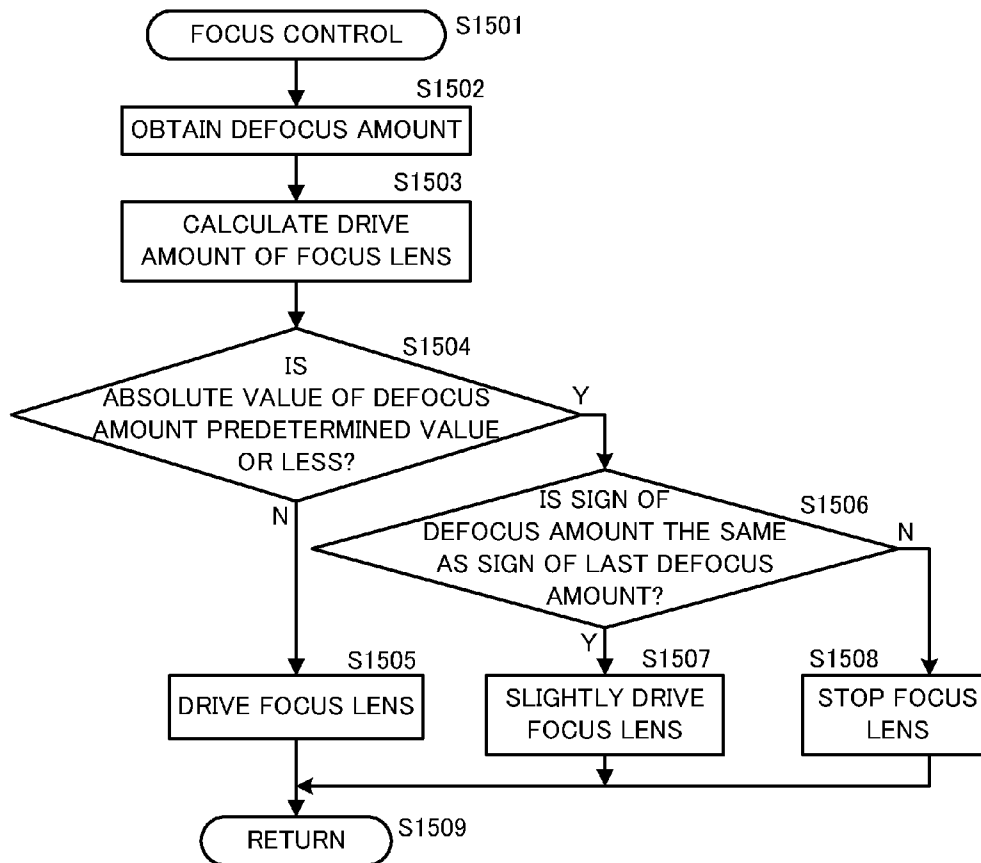 FOCUS CONTROL
S1501
S1502
OBTAIN DEFOCUS AMOUNT
S1503
CALCULATE DRIVE
AMOUNT OF FOCUS LENS
S1504
IS
ABSOLUTE VALUE OF DEFOCUS
AMOUNT PREDETERMINED VALUE
OR LESS?
Y
N
S1506
IS SIGN OF
DEFOCUS AMOUNT THE SAME
AS SIGN OF LAST DEFOCUS
AMOUNT?
N
Y
S1505
DRIVE FOCUS LENS
S1507
SLIGHTLY DRIVE
FOCUS LENS
S1508
STOP FOCUS
LENS
RETURN
S1509